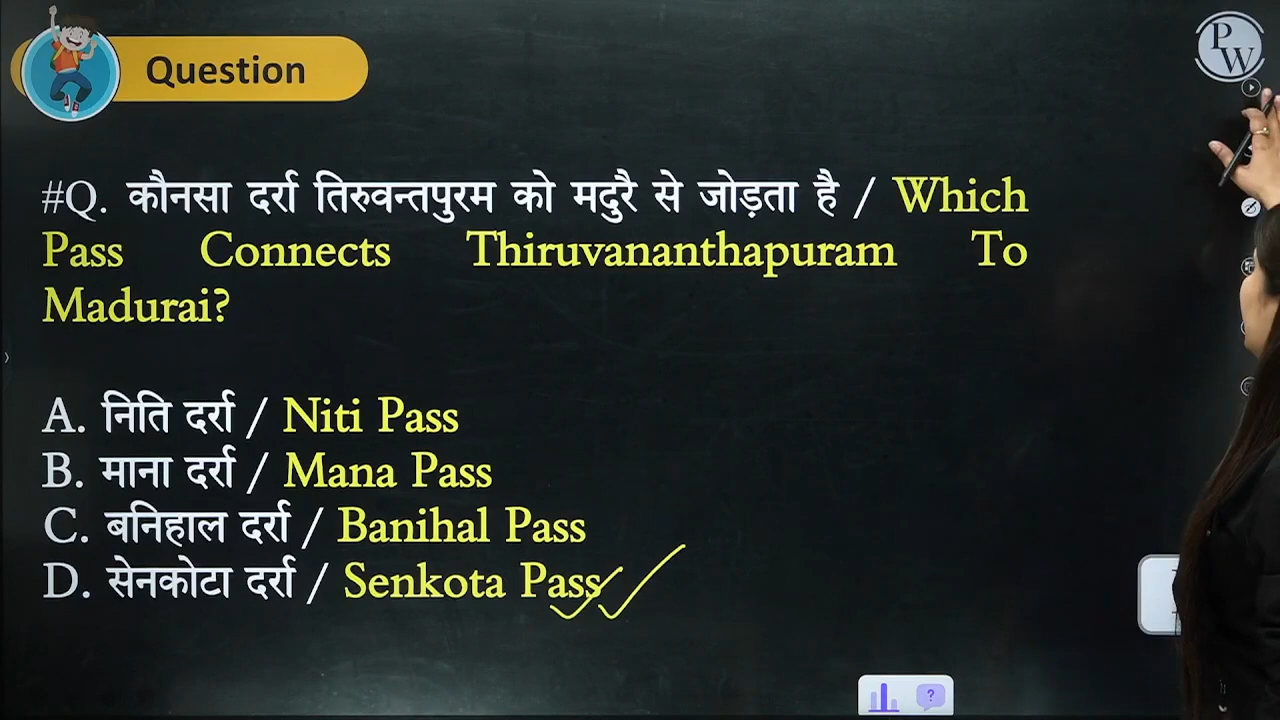 PW
Question
#Q. कौनसा दर्रा तिरुवन्तपुरम को मदुरै से जोड़ता है / Which
Pass Connects Thiruvananthapuram To
Madurai?
A. निति दर्रा / Niti Pass
B. माना दर्रा / Mana Pass
C. बनिहाल दर्रा / Banihal Pass
D. सेनकोटा दर्रा / Senkota Pass
?